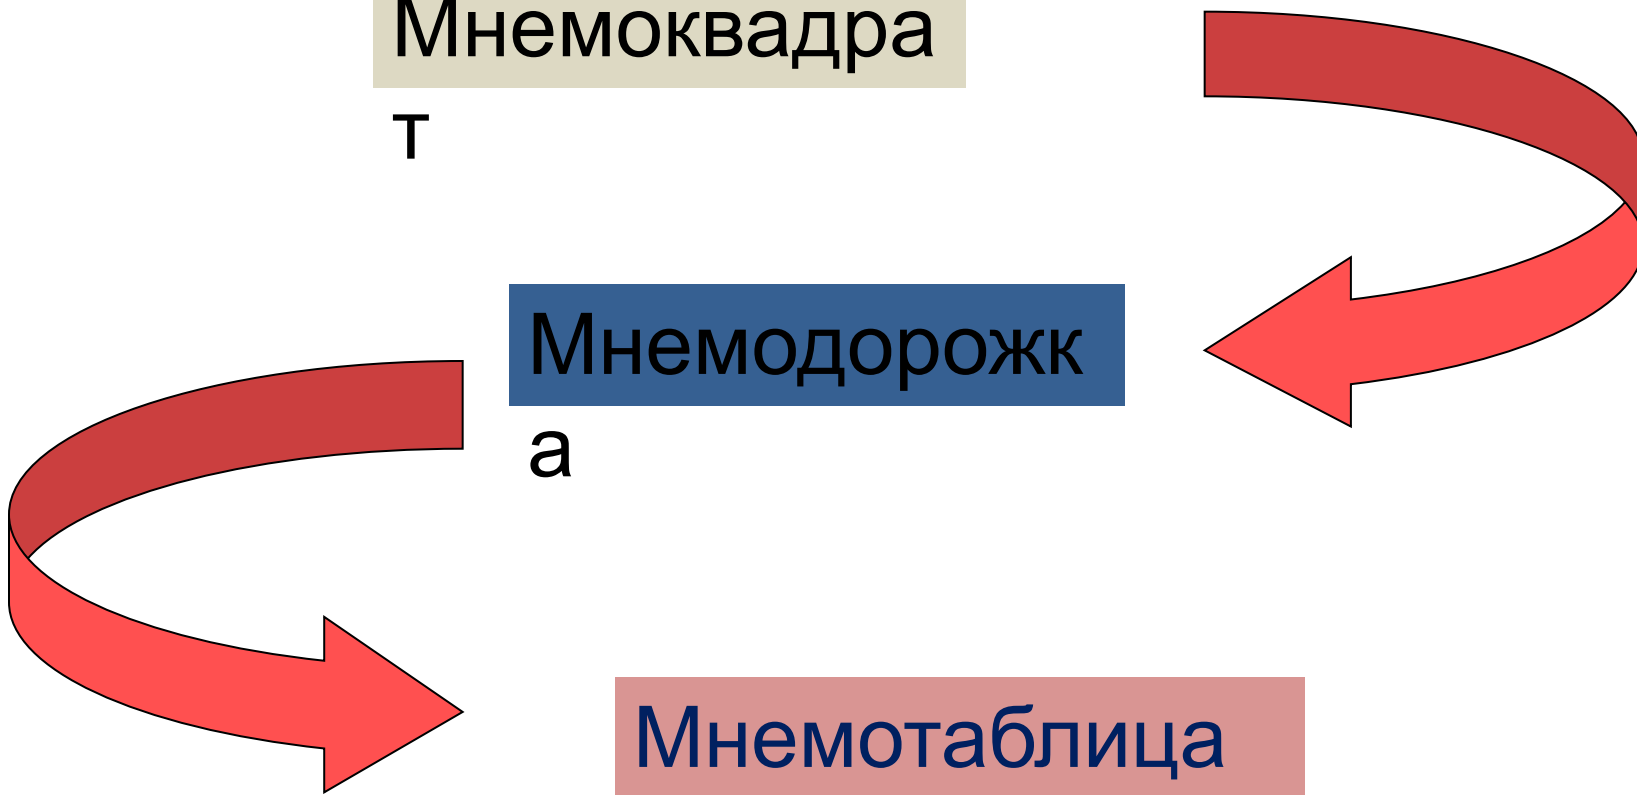 Мнемоквадра
т
Мнемодорожк
а
Мнемотаблица